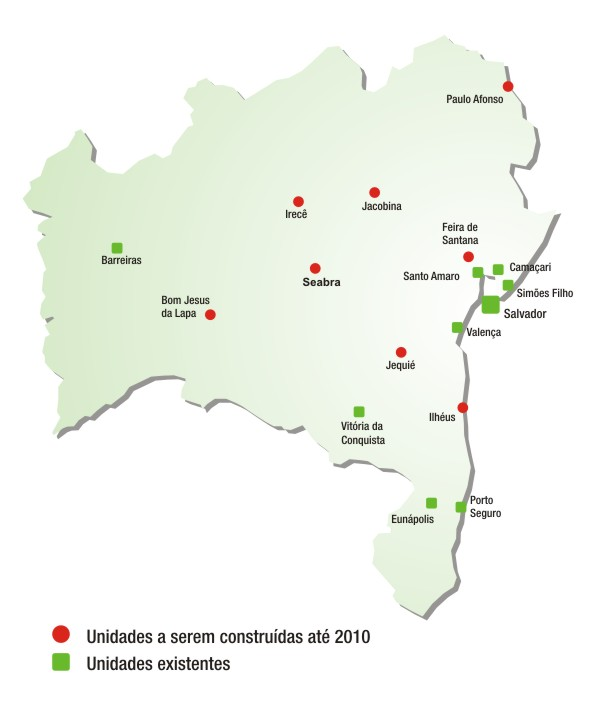 Paulo Afonso
Irecê
Jacobina
Feira de
Santana
Barreiras
Santo Amaro
Camaçari
Seabra
Simões Filho
Bom Jesus
da Lapa
Salvador
Valença
Jequié
Ilhéus
Vitória da
Conquista
Eunápolis
Porto
Seguro
Unidades a serem construídas até 2010
Unidades existentes